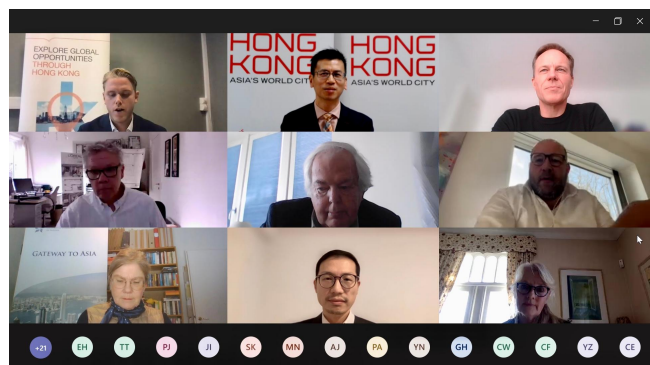 EXPLORE GLOBAL
OPPORTUNITIES
THROUGH
HONG KONG
HONG HONG
KONG KONG
ASIA'S WORLD CITY ASIA'S WORLD CITY
GATEWAY TO ASIA
+21 EH TT PJ JI SK MN AJ PA YN GH CW CF YZ CE